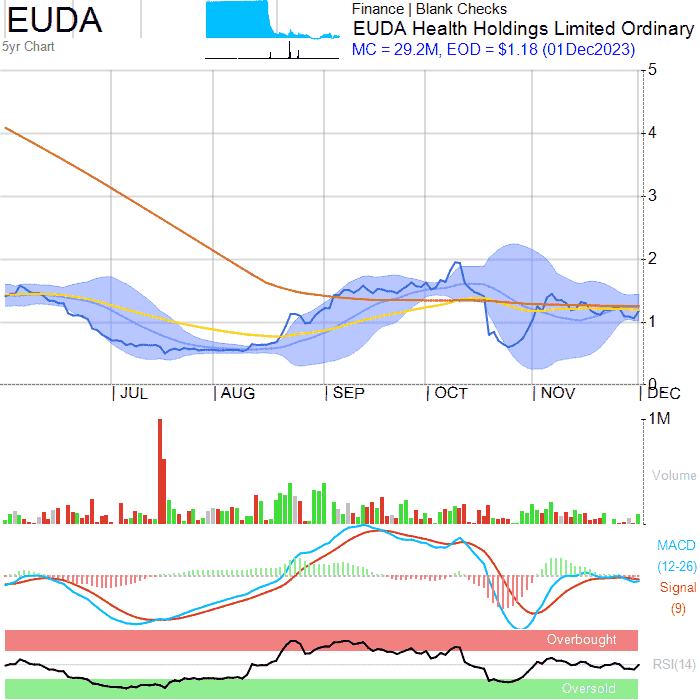 EUDA
5yr Chart
Finance | Blank Checks
EUDA Health Holdings Limited Ordinary
MC = 29.2M, EOD = $1.18 (01Dec2023)
5
4
3
2
1
0
JUL
AUG
SEP
OCT
NOV
DEC
1M
Volume
MACD
(12-26)
Signal
(9)
Overbought
RSI(14)
Oversold